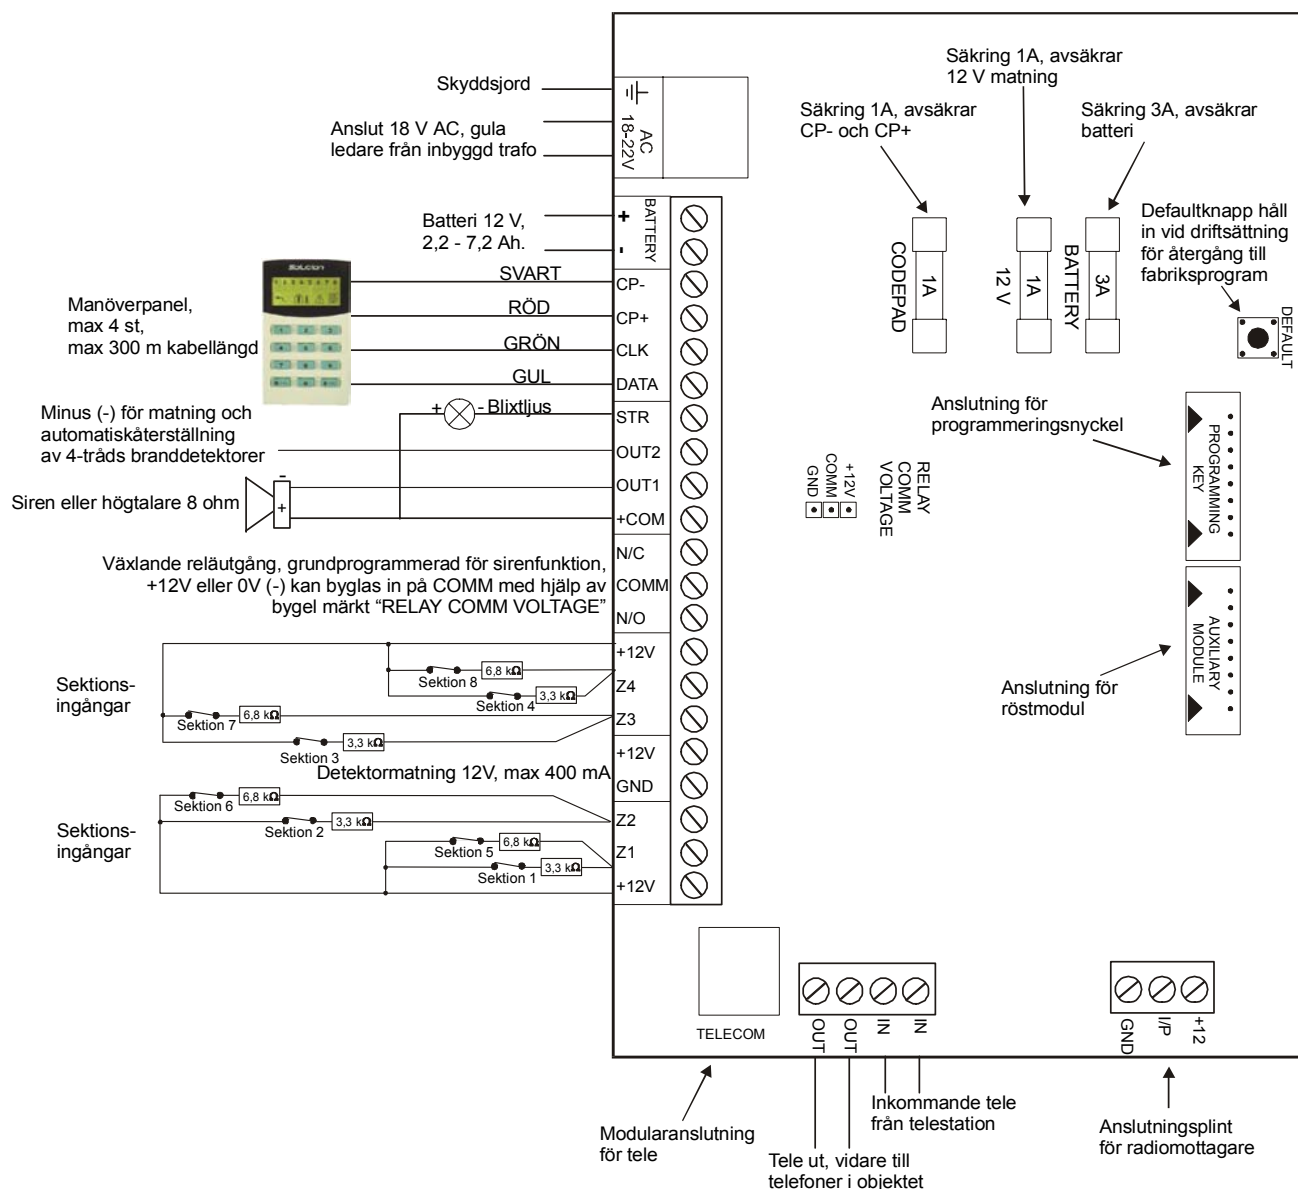 Skyddsjord
Anslut 18 V AC, gula
ledare från inbyggd trafo
AC
18-22V
Batteri 12 V,
2,2 - 7,2 Ah.
+
-
BATTERY
Solution
Manöverpanel,
max 4 st,
max 300 m kabellängd
SVART
CP-
RÖD
CP+
GRÖN
CLK
GUL
DATA
+
- Blixtljus
STR
Minus (-) för matning och
automatiskåterställning
av 4-tråds branddetektorer
OUT2
Siren eller högtalare 8 ohm
-
+
OUT1
+COM
Växlande reläutgång, grundprogrammerad för sirenfunktion,
+12V eller 0V (-) kan byglas in på COMM med hjälp av
bygel märkt “RELAY COMM VOLTAGE”
N/C
COMM
N/O
+12V
Sektions-
ingångar
6,8 kΩ
Sektion 8
3,3 kΩ
Sektion 4
Z4
6,8 kΩ
Sektion 7
3,3 kΩ
Sektion 3
Z3
+12V
Detektormatning 12V, max 400 mA
GND
Sektions-
ingångar
6,8 kΩ
Sektion 6
3,3 kΩ
Sektion 2
Z2
6,8 kΩ
Sektion 5
3,3 kΩ
Sektion 1
Z1
+12V
Säkring 1A, avsäkrar
CP- och CP+
Säkring 1A, avsäkrar
12 V matning
Säkring 3A, avsäkrar
batteri
Defaultknapp håll
in vid driftsättning
för återgång till
fabriksprogram
CODEPAD
1A
12 V
1A
BATTERY
3A
DEFAULT
Anslutning för
programmeringsnyckel
PROGRAMMING
KEY
+12V
COMM
GND
RELAY
COMM
VOLTAGE
Anslutning för
röstmodul
AUXILIARY
MODULE
TELECOM
OUT
OUT
IN
IN
GND
I/P
+12
Modularanslutning
för tele
Tele ut, vidare till
telefoner i objektet
Inkommande tele
från telestation
Anslutningsplint
för radiomottagare